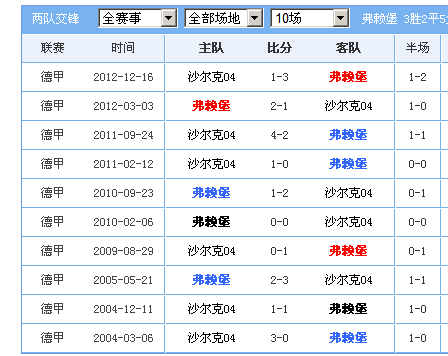 两队交锋 全赛事 全部场地 10场 弗赖堡 3胜2平5
联赛 时间 主队 比分 客队 半场
德甲 2012-12-16 沙尔克04 1-3 弗赖堡 1-2
德甲 2012-03-03 弗赖堡 2-1 沙尔克04 1-0
德甲 2011-09-24 沙尔克04 4-2 弗赖堡 1-1
德甲 2011-02-12 沙尔克04 1-0 弗赖堡 0-0
德甲 2010-09-23 弗赖堡 1-2 沙尔克04 0-1
德甲 2010-02-06 弗赖堡 0-0 沙尔克04 0-0
德甲 2009-08-29 沙尔克04 0-1 弗赖堡 0-1
德甲 2005-05-21 弗赖堡 2-3 沙尔克04 1-1
德甲 2004-12-11 沙尔克04 1-1 弗赖堡 1-0
德甲 2004-03-06 沙尔克04 3-0 弗赖堡 1-0